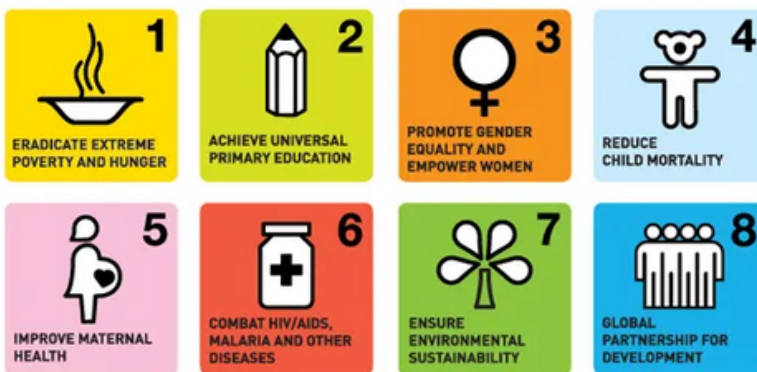 1
ERADICATE EXTREME
POVERTY AND HUNGER
2
ACHIEVE UNIVERSAL
PRIMARY EDUCATION
3
PROMOTE GENDER
EQUALITY AND
EMPOWER WOMEN
4
REDUCE
CHILD MORTALITY
5
IMPROVE MATERNAL
HEALTH
6
COMBAT HIV/AIDS,
MALARIA AND OTHER
DISEASES
7
ENSURE
ENVIRONMENTAL
SUSTAINABILITY
8
GLOBAL
PARTNERSHIP FOR
DEVELOPMENT